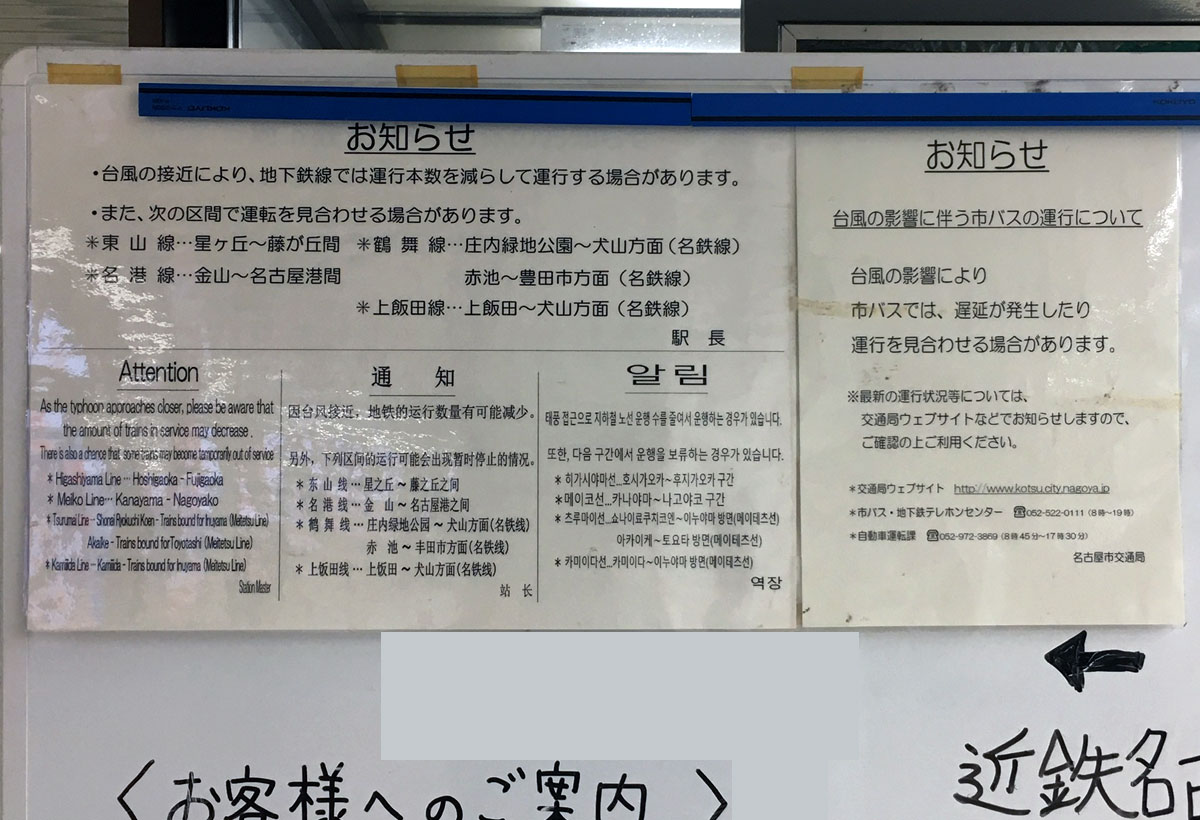 お知らせ
・台風の接近により、地下鉄線では運行本数を減らして運行する場合があります。
・また、次の区間で運転を見合わせる場合があります。
＊東山線…星ヶ丘～藤が丘間 ＊鶴舞線…庄内緑地公園～犬山方面（名鉄線）
＊名港線…金山～名古屋港間 赤池～豊田市方面（名鉄線）
＊上飯田線…上飯田～犬山方面（名鉄線）
駅長
Attention
As the typhoon approaches closer, please be aware that
the amount of trains in service may decrease.
There is also a chance that some trains may become temporarily out of service
＊Higashiyama Line… Hoshigaoka - Fujigaoka
＊Meiko Line… Kanayama - Nagoyako
＊Tsurumai Line… Shonai Ryokuchi Koen - Trains bound for Inuyama (Meitetsu Line)
Akaike - Trains bound for Toyotashi (Meitetsu Line)
＊Kamiida Line… Kamiida - Trains bound for Inuyama (Meitetsu Line)
Station Master
通 知
因台风接近，地铁的运行数量有可能减少。
另外，下列区间的运行可能会出现暂时停止的情况。
＊东山线…星之丘～藤之丘之间
＊名港线…金 山～名古屋港之间
＊鹤舞线…庄内绿地公园～犬山方面(名铁线)
赤 池～丰田市方面(名铁线)
＊上饭田线…上饭田～犬山方面(名铁线)
站 长
알림
태풍 접근으로 지하철 노선 운행 수를 줄여서 운행하는 경우가 있습니다.
또한, 다음 구간에서 운행을 보류하는 경우가 있습니다.
＊히가시야마선...호시가오카~후지가오카 구간
＊메이코선...카나야마~나고야코 구간
＊츠루마이선...쇼나이료쿠치코엔~이누야마 방면(메이테츠선)
아카이케~토요타 방면(메이테츠선)
＊카미이다선...카미이다~이누야마 방면(메이테츠선)
역장
お知らせ
台風の影響に伴う市バスの運行について
台風の影響により
市バスでは、遅延が発生したり
運行を見合わせる場合があります。
※最新の運行状況等については、
交通局ウェブサイトなどでお知らせしますので、
ご確認の上ご利用ください。
＊交通局ウェブサイト http://www.kotsu.city.nagoya.jp
＊市バス・地下鉄テレホンセンター ☎052-522-0111（8時～19時）
＊自動車運転課 ☎052-972-3869（8時45分～17時30分）
名古屋市交通局
←
近鉄名古
〈お客様へのご案内〉